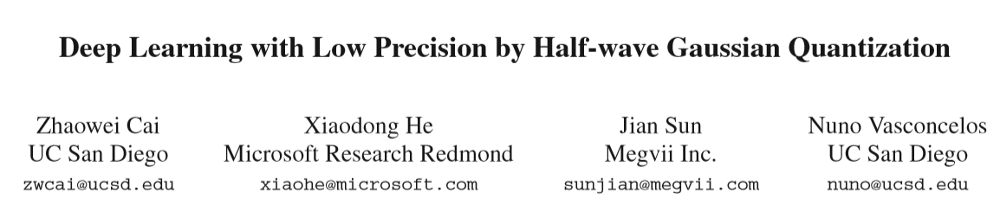 Deep Learning with Low Precision by Half-wave Gaussian Quantization
Zhaowei Cai
UC San Diego
zwcai@ucsd.edu
Xiaodong He
Microsoft Research Redmond
xiaohe@microsoft.com
Jian Sun
Megvii Inc.
sunjian@megvii.com
Nuno Vasconcelos
UC San Diego
nuno@ucsd.edu